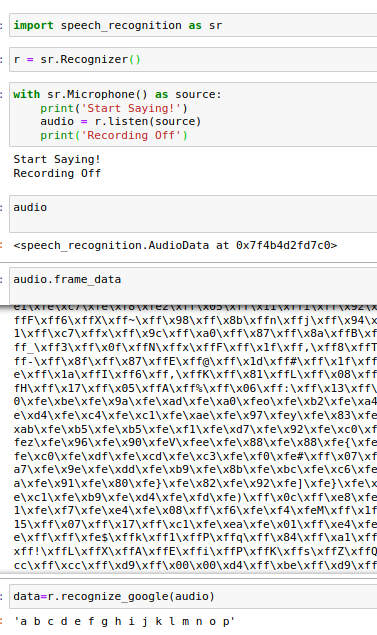 import speech_recognition as sr
r = sr.Recognizer()
with sr.Microphone() as source:
    print('Start Saying!')
    audio = r.listen(source)
    print('Recording Off')
Start Saying!
Recording Off
audio
<speech_recognition.AudioData at 0x7f4b4d2fd7c0>
audio.frame_data
ffF\xff6\xffX\xff~\xff\x98\xff\x8b\xffn\xffj\xff\x94\
1\xff\xc7\xffx\xff\x9c\xff\xa0\xff\x87\xff\x8a\xffB\xf
ff_\xff3\xff\x0f\xffN\xffx\xffF\xff\x1f\xff,\xff8\xffT
ff-\xff\x8f\xff\x87\xffE\xff@\xff\x1d\xff#\xff\x1f\xff
e\xff\x1a\xffI\xff6\xff,\xffK\xff\x81\xffL\xff\x08\xff
fH\xff\x17\xff\x05\xffA\xff%\xff\x06\xff:\xff\x13\xff\
0\xfe\xbe\xfe\x9a\xfe\xad\xfe\xa0\xfeo\xfe\xb2\xfe\xa4
e\xd4\xfe\xc4\xfe\xc1\xfe\xae\xfe\x97\xfey\xfe\x83\xfe
xab\xfe\xb5\xfe\xb5\xfe\xf1\xfe\xd7\xfe\x92\xfe\xc0\xf
fez\xfe\x96\xfe\x90\xfeV\xfee\xfe\x88\xfe\x88\xfe{\xfe
fe\xc0\xfe\xdf\xfe\xcd\xfe\xc3\xfe\xf0\xfe#\xff\x07\xf
a7\xfe\x9e\xfe\xdd\xfe\xb9\xfe\x8b\xfe\xbc\xfe\xc6\xfe
a\xfe\x91\xfe\x80\xfe}\xfe\x82\xfe\x92\xfe]\xfe}\xfe\x
e\xc1\xfe\xb9\xfe\xd4\xfe\xfd\xfe)\xff\x0c\xff\xe8\xfe
1\xfe\xf7\xfe\xe4\xfe\x08\xff\xf6\xfe\xf4\xfeM\xff\x1f
15\xff\x07\xff\x17\xff\xc1\xfe\xea\xfe\x01\xff\xe4\xfe
e\xff\xff\xfe$\xffk\xff1\xffP\xffq\xff\x84\xff\xa1\xff
xff!\xffL\xffX\xffA\xffE\xffi\xffP\xffK\xffs\xffZ\xffQ
cc\xff\xcc\xff\xd9\xff\x00\x00\xd4\xff\xbe\xff\xd9\xff
data=r.recognize_google(audio)
'a b c d e f g h i j k l m n o p'